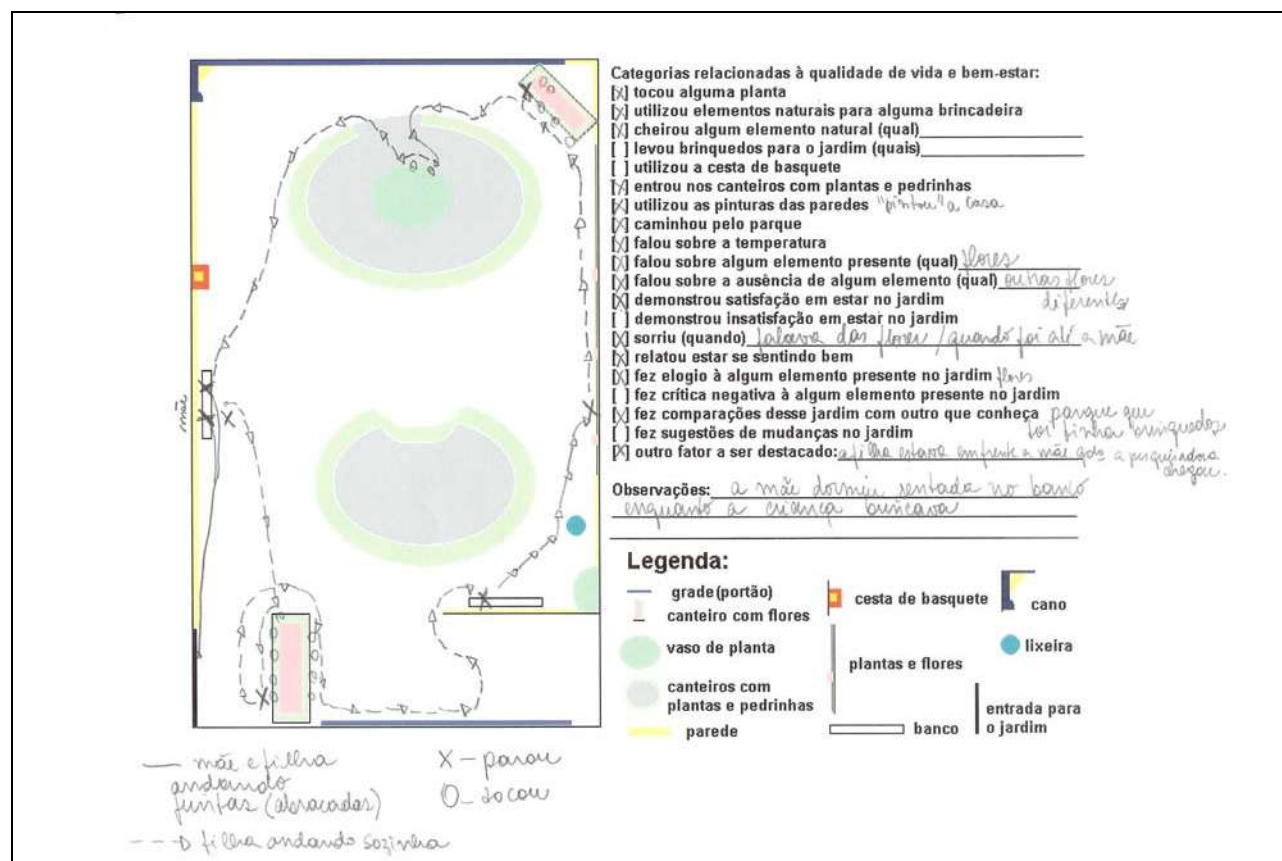 Categorias relacionadas à qualidade de vida e bem-estar:
[X] tocou alguma planta
[X] utilizou elementos naturais para alguma brincadeira
[X] cheirou algum elemento natural (qual)
[ ] levou brinquedos para o jardim (quais)
[ ] utilizou a cesta de basquete
[X] entrou nos canteiros com plantas e pedrinhas
[X] utilizou as pinturas das paredes "pintou" a casa
[X] caminhou pelo parque
[X] falou sobre a temperatura
[X] falou sobre algum elemento presente (qual) flores
[X] falou sobre a ausência de algum elemento (qual) outras flores
diferentes
[X] demonstrou satisfação em estar no jardim
[ ] demonstrou insatisfação em estar no jardim
[X] sorriu (quando) falava das flores / quando foi até a mãe
[X] relatou estar se sentindo bem
[X] fez elogio à algum elemento presente no jardim flores
[ ] fez crítica negativa à algum elemento presente no jardim
[X] fez comparações desse jardim com outro que conheça parque que
foi tinha brinquedos
[ ] fez sugestões de mudanças no jardim
[X] outro fator a ser destacado: a filha estava em frente a mãe qdo a pesquisadora
chegou.
Observações: a mãe dormiu sentada no banco
enquanto a criança brincava
mãe
Legenda:
grade (portão)
canteiro com flores
vaso de planta
canteiros com
plantas e pedrinhas
parede
cesta de basquete
plantas e flores
banco
cano
lixeira
entrada para
o jardim
— mãe e filha
andando
juntas (abraçadas)
---▷ filha andando sozinha
X - parou
O - tocou